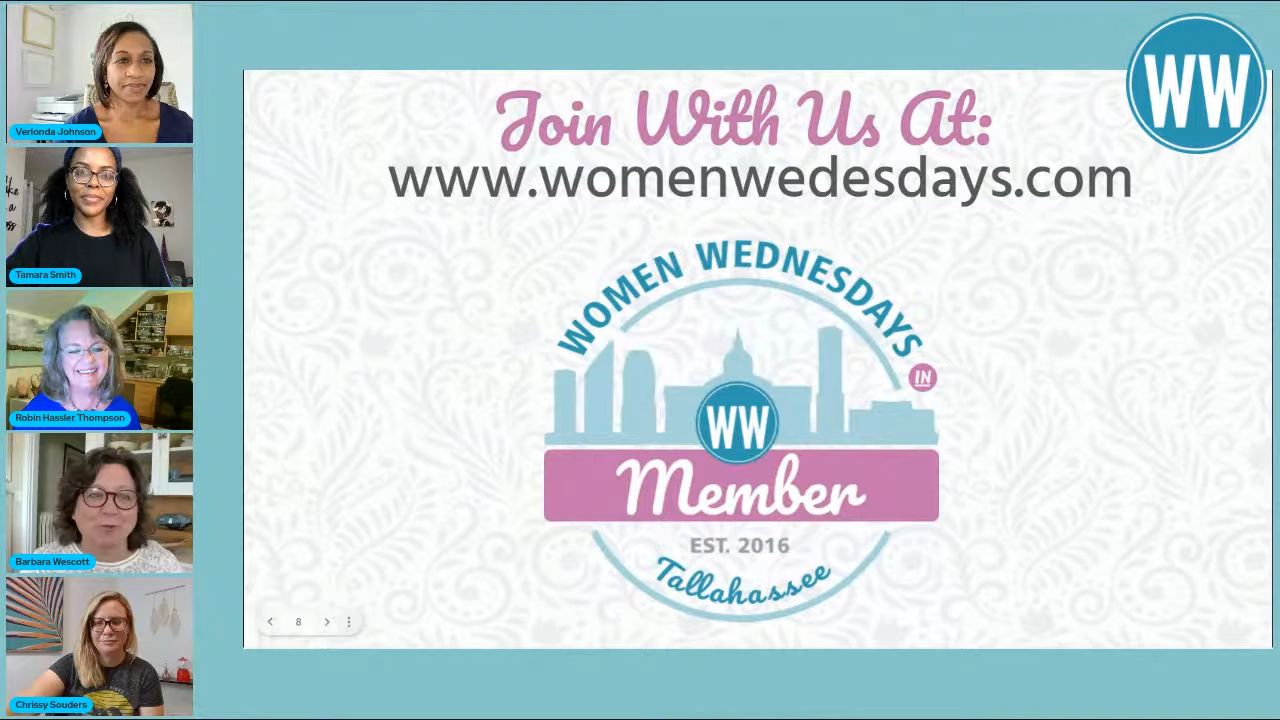 Verionda Johnson
Tamara Smith
Robin Hassler Thompson
Barbara Wescott
Chrissy Souders
WW
Join With Us At:
www.womenwedesdays.com
WOMEN WEDNESDAYS
IN
WW
Member
EST. 2016
Tallahassee
8